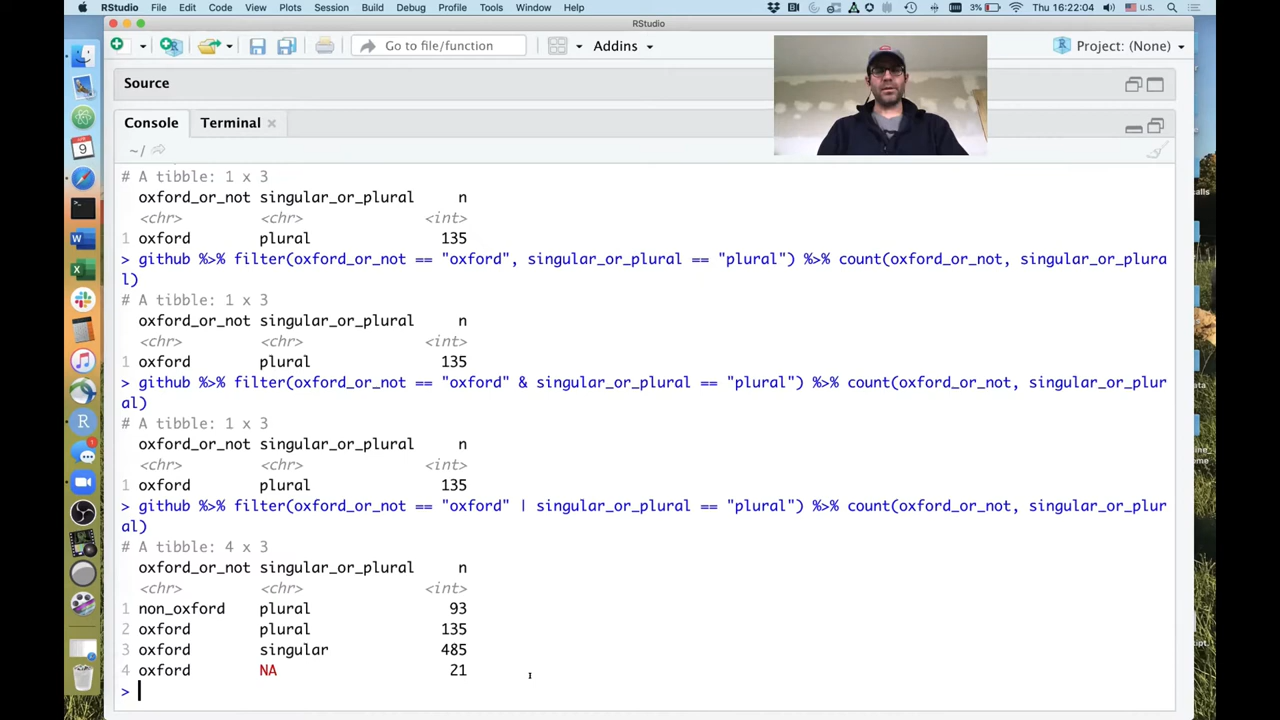 RStudio File Edit Code View Plots Session Build Debug Profile Tools Window Help 3% Thu 16:22:04 U.S.
RStudio
Go to file/function Addins Project: (None)
Source
Console Terminal
~/
# A tibble: 1 x 3
oxford_or_not singular_or_plural n
<chr> <chr> <int>
1 oxford plural 135
> github %>% filter(oxford_or_not == "oxford", singular_or_plural == "plural") %>% count(oxford_or_not, singular_or_plura
l)
# A tibble: 1 x 3
oxford_or_not singular_or_plural n
<chr> <chr> <int>
1 oxford plural 135
> github %>% filter(oxford_or_not == "oxford" & singular_or_plural == "plural") %>% count(oxford_or_not, singular_or_plur
al)
# A tibble: 1 x 3
oxford_or_not singular_or_plural n
<chr> <chr> <int>
1 oxford plural 135
> github %>% filter(oxford_or_not == "oxford" | singular_or_plural == "plural") %>% count(oxford_or_not, singular_or_plur
al)
# A tibble: 4 x 3
oxford_or_not singular_or_plural n
<chr> <chr> <int>
1 non_oxford plural 93
2 oxford plural 135
3 oxford singular 485
4 oxford NA 21
>